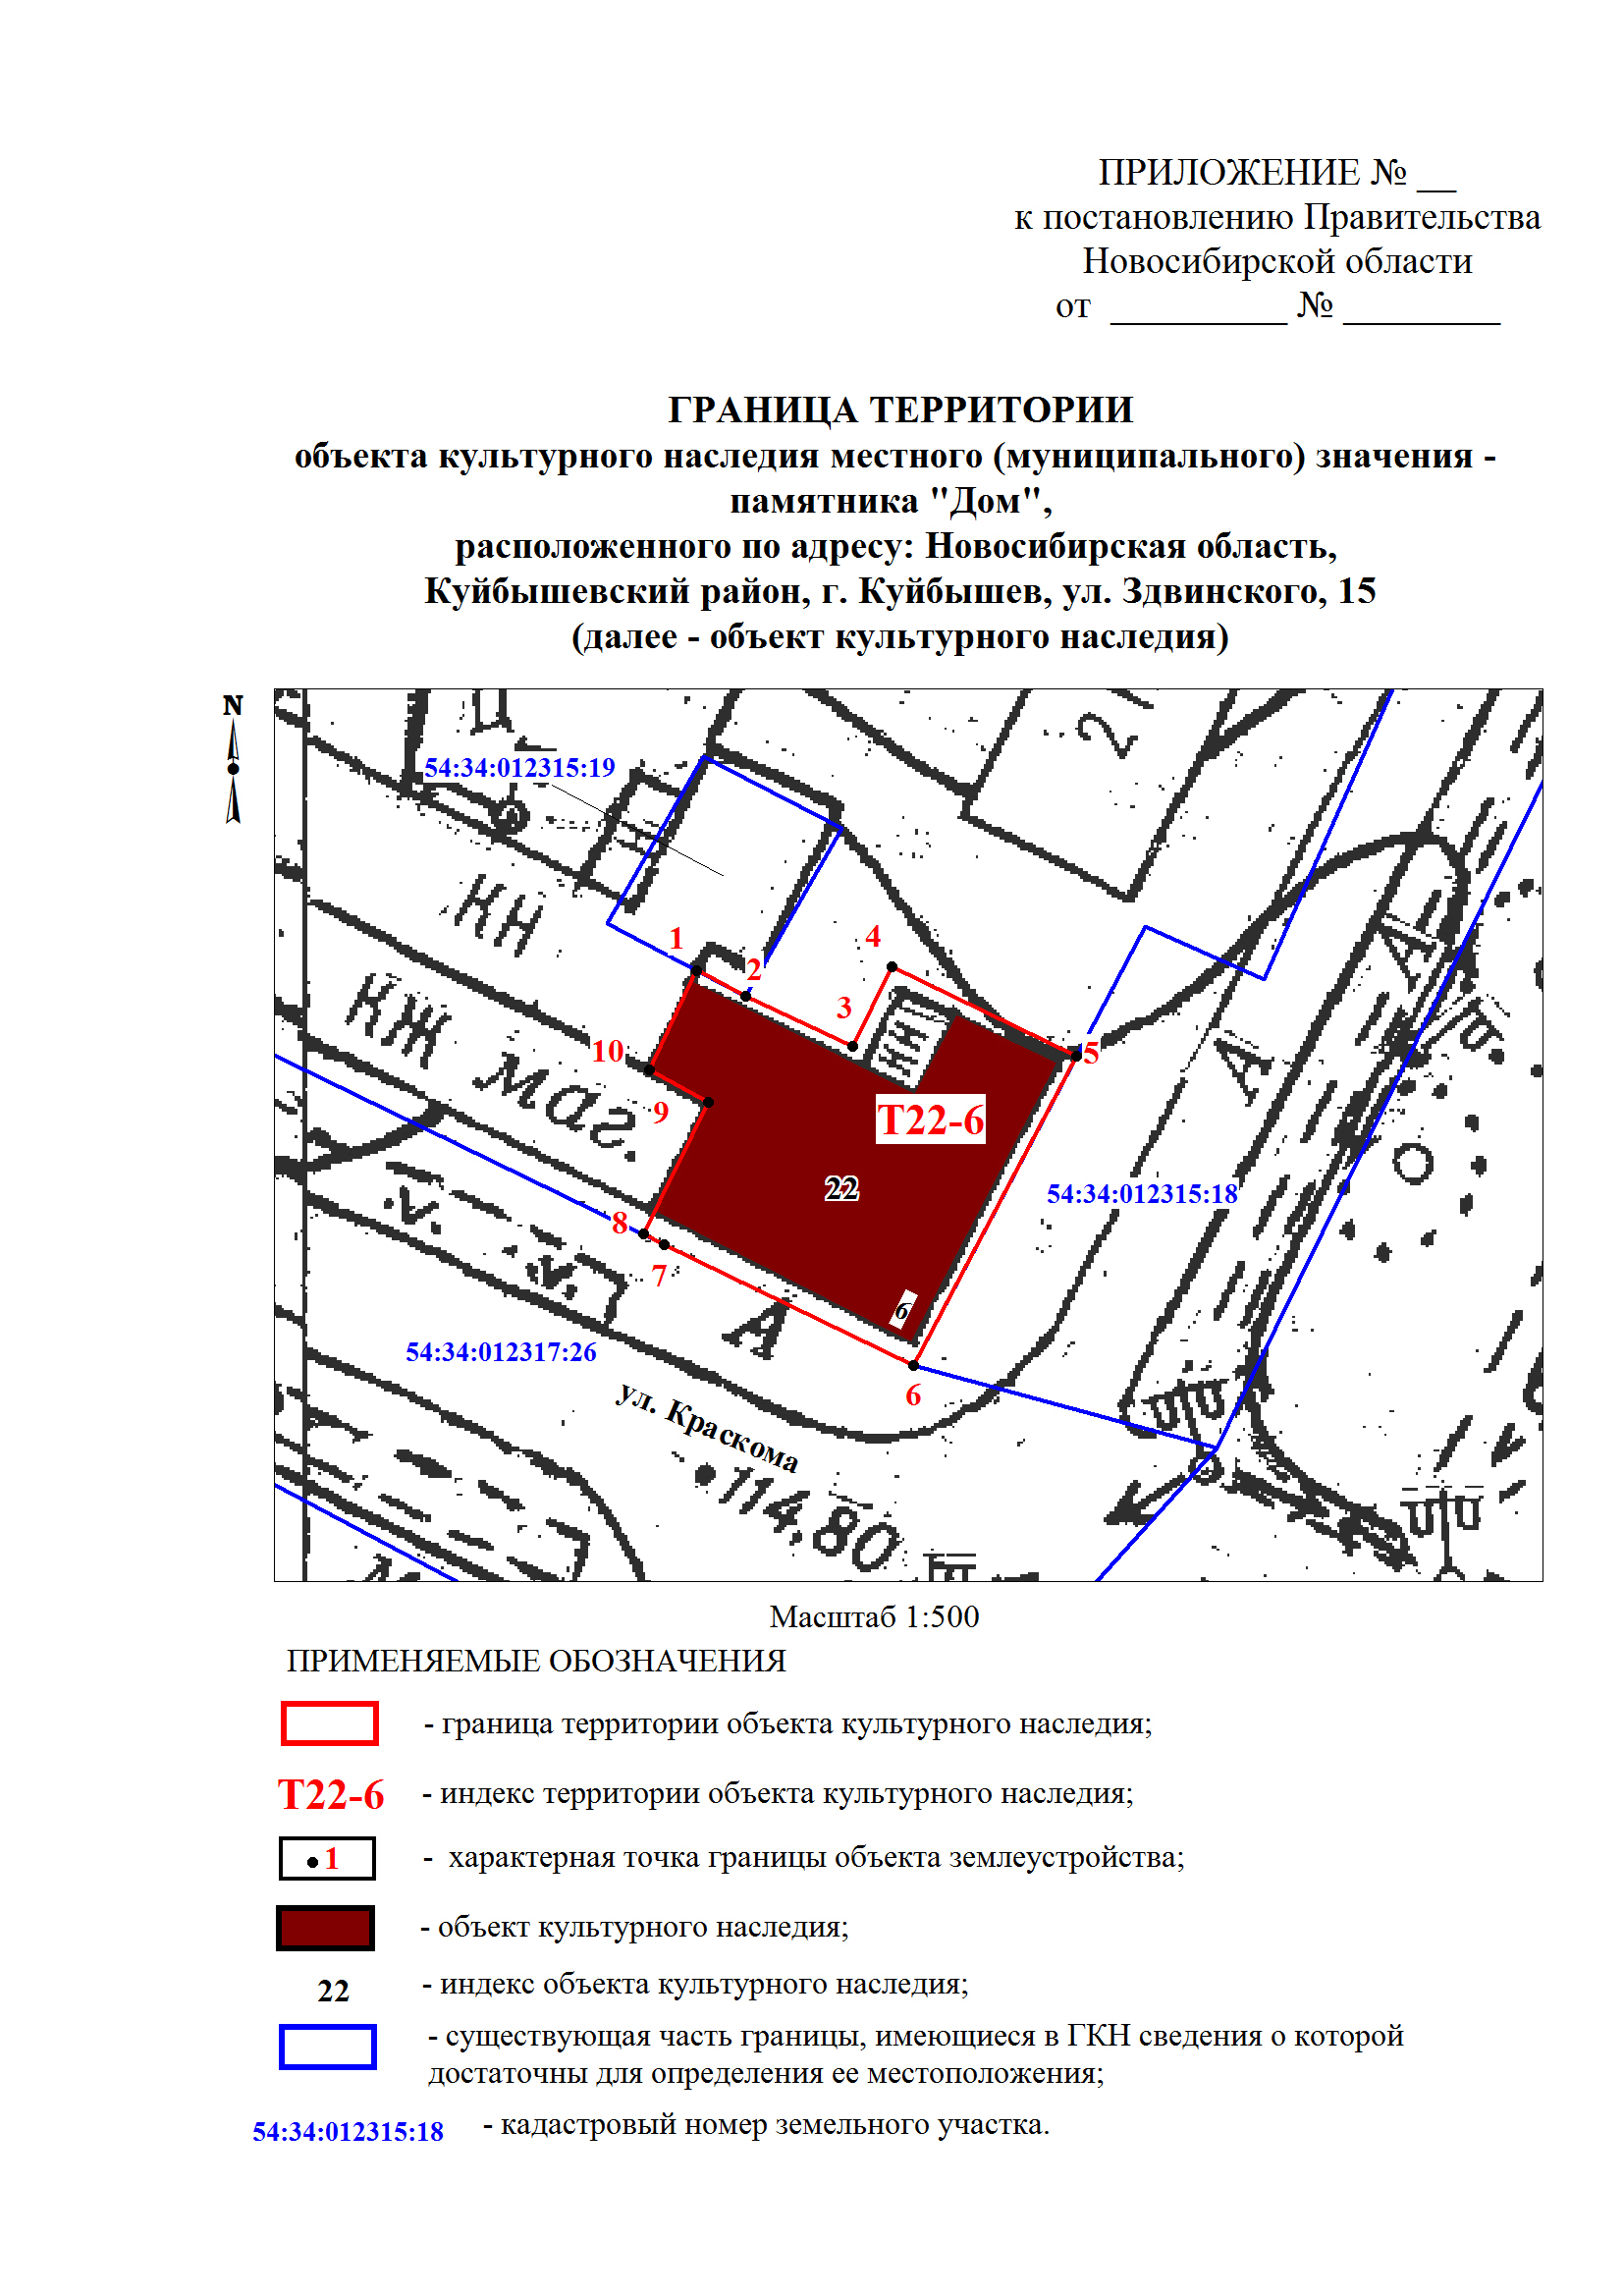 ПРИЛОЖЕНИЕ № __
к постановлению Правительства
Новосибирской области
от _________ № ________
ГРАНИЦА ТЕРРИТОРИИ
объекта культурного наследия местного (муниципального) значения -
памятника "Дом",
расположенного по адресу: Новосибирская область,
Куйбышевский район, г. Куйбышев, ул. Здвинского, 15
(далее - объект культурного наследия)
N
2
54:34:012315:19
КН
1
2
3
4
5
КЖ маг.
10
9
Т22-6
22
54:34:012315:18
8
7
6
6
А
54:34:012317:26
ул. Краскома
114,80
Масштаб 1:500
ПРИМЕНЯЕМЫЕ ОБОЗНАЧЕНИЯ
- граница территории объекта культурного наследия;
Т22-6 - индекс территории объекта культурного наследия;
1 - характерная точка границы объекта землеустройства;
- объект культурного наследия;
22 - индекс объекта культурного наследия;
- существующая часть границы, имеющиеся в ГКН сведения о которой
достаточны для определения ее местоположения;
54:34:012315:18 - кадастровый номер земельного участка.